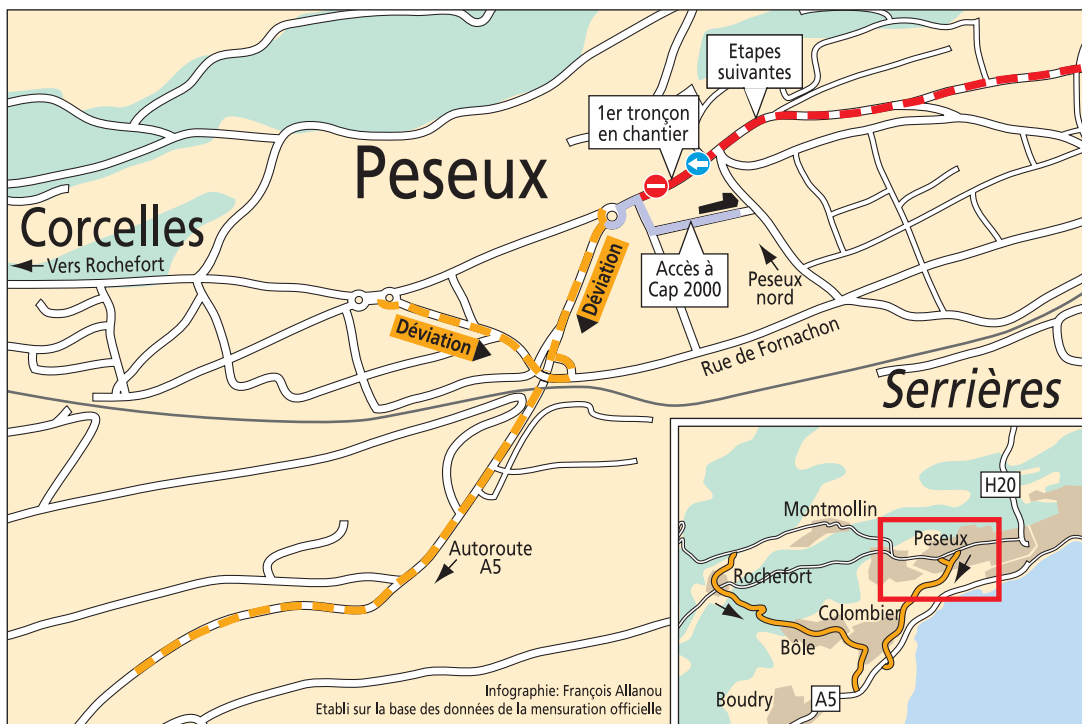 Etapes
suivantes
1er tronçon
en chantier
Peseux
Corcelles
Vers Rochefort
Déviation
Déviation
Accès à
Cap 2000
Peseux
nord
Rue de Fornachon
Serrières
Autoroute
A5
Infographie: François Allanou
Etabli sur la base des données de la mensuration officielle
H20
Montmollin
Peseux
Rochefort
Colombier
Bôle
Boudry
A5